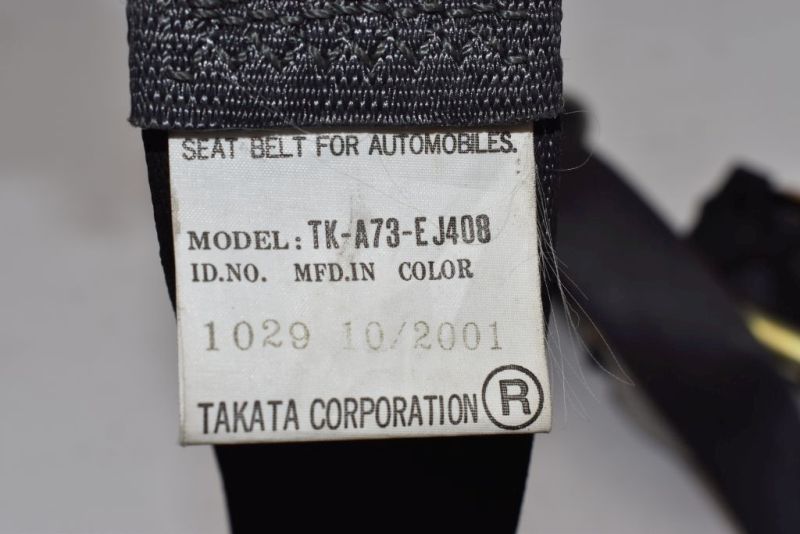 SEAT BELT FOR AUTOMOBILES.
MODEL: TK-A73-EJ408
ID.NO. MFD.IN COLOR
1029 10/2001
TAKATA CORPORATION ®